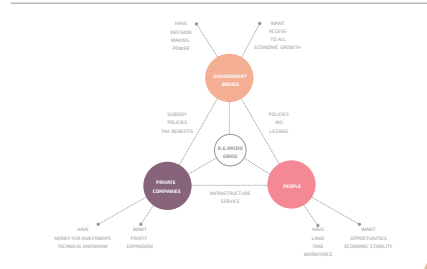 HAVE
DECISION
MAKING
POWER
WANT
ACCESS
TO ALL
ECONOMIC GROWTH
GOVERNMENT
BODIES
SUBSIDY
POLICIES
TAX BENEFITS
POLICIES
AID
LICENSE
R.E.MICRO
GRIDS
PRIVATE
COMPANIES
PEOPLE
INFRASTRUCTURE
SERVICE
HAVE
MONEY FOR INVESTMENTS
TECHNICAL KNOWHOW
WANT
PROFIT
EXPANSION
HAVE
LAND
TIME
WORKFORCE
WANT
OPPORTUNITIES
ECONOMIC STABILITY